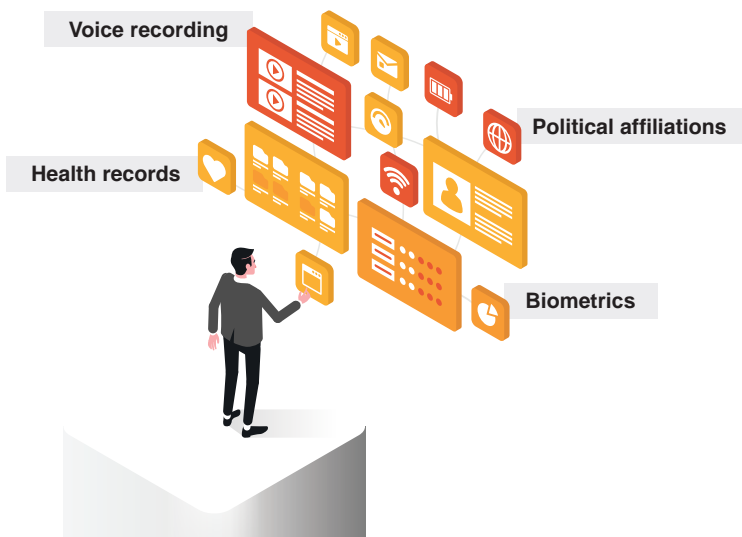 Voice recording
Political affiliations
Health records
Biometrics